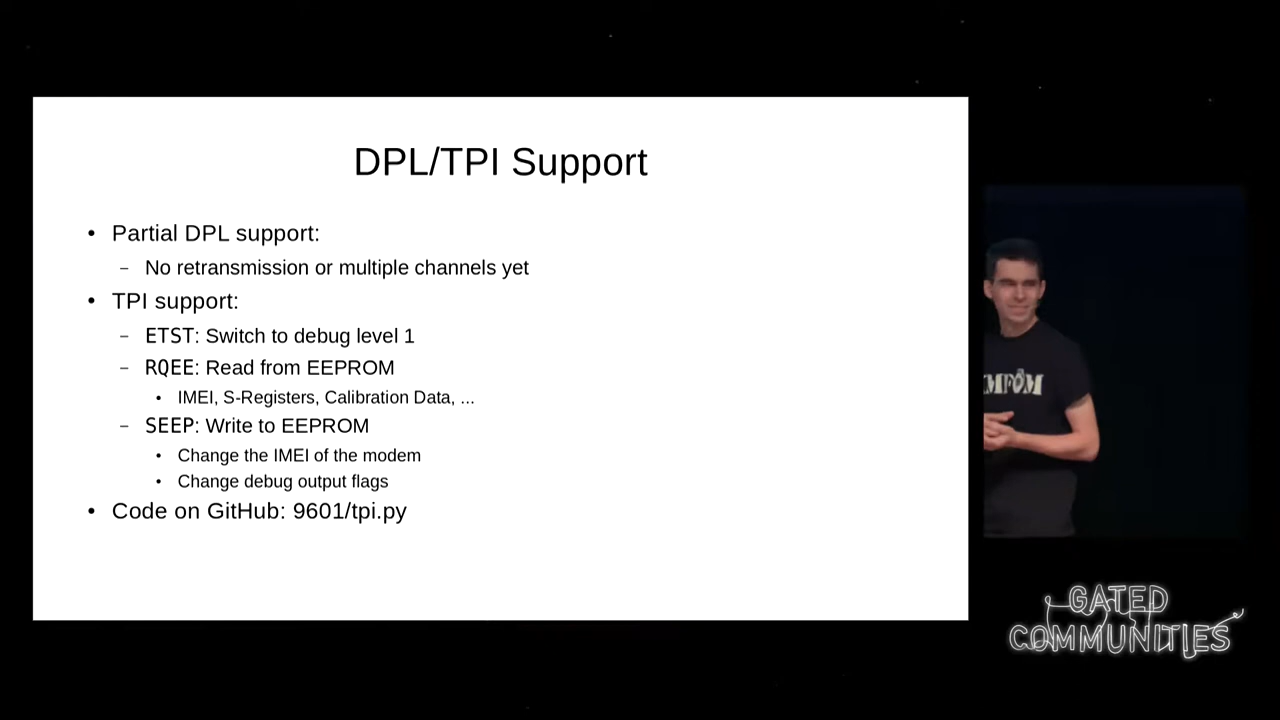 DPL/TPI Support
• Partial DPL support:
– No retransmission or multiple channels yet
• TPI support:
– ETST: Switch to debug level 1
– RQEE: Read from EEPROM
• IMEI, S-Registers, Calibration Data, ...
– SEEP: Write to EEPROM
• Change the IMEI of the modem
• Change debug output flags
• Code on GitHub: 9601/tpi.py
GATED
COMMUNITIES